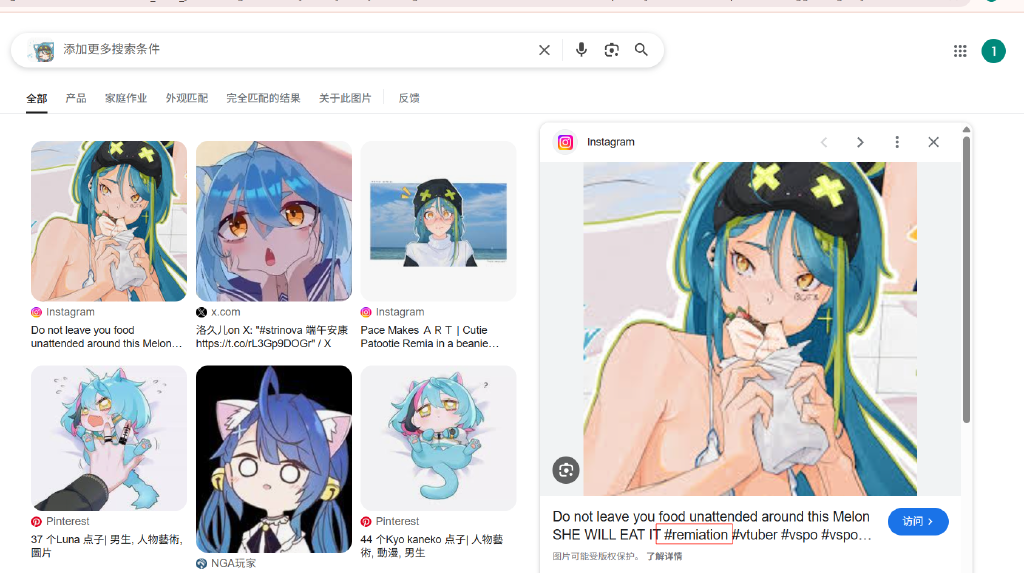 添加更多搜索条件
1
全部 产品 家庭作业 外观匹配 完全匹配的结果 关于此图片 反馈
Instagram
Do not leave you food
unattended around this Melon…
x.com
洛久儿on X: "#strinova 端午安康
https://t.co/rL3Gp9DOGr" / X
Instagram
Pace Makes A R T | Cutie
Patootie Remia in a beanie…
Pinterest
37 个Luna 点子| 男生, 人物藝術,
圖片
NGA玩家
Pinterest
44 个Kyo kaneko 点子| 人物藝
術, 動漫, 男生
Instagram
Do not leave you food unattended around this Melon
SHE WILL EAT IT #remiation #vtuber #vspo #vspo…
访问
图片可能受版权保护。 了解详情